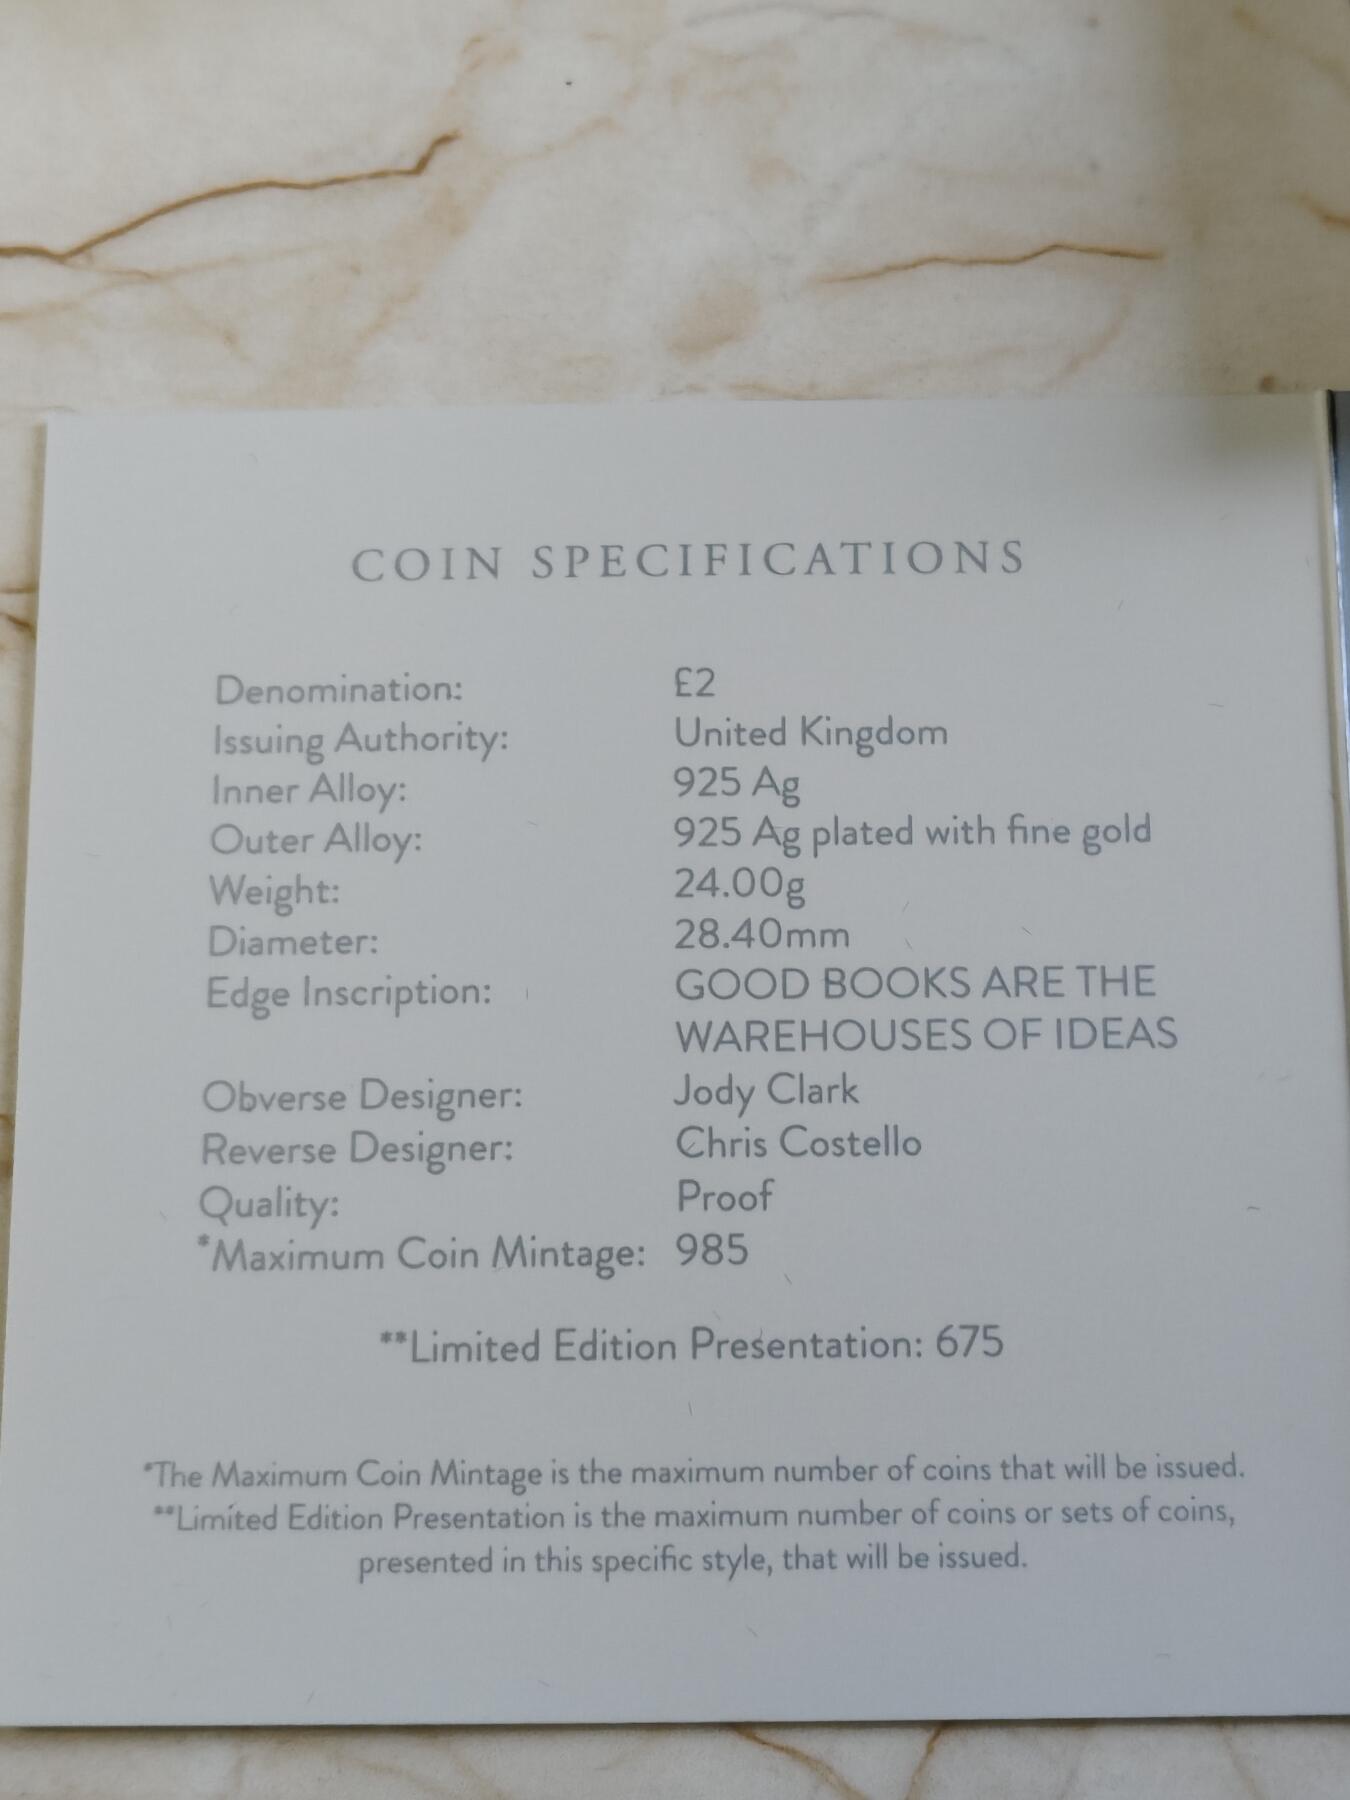 COIN SPECIFICATIONS
Denomination: £2
Issuing Authority: United Kingdom
Inner Alloy: 925 Ag
Outer Alloy: 925 Ag plated with fine gold
Weight: 24.00g
Diameter: 28.40mm
Edge Inscription: GOOD BOOKS ARE THE
WAREHOUSES OF IDEAS
Obverse Designer: Jody Clark
Reverse Designer: Chris Costello
Quality: Proof
*Maximum Coin Mintage: 985
**Limited Edition Presentation: 675
*The Maximum Coin Mintage is the maximum number of coins that will be issued.
**Limited Edition Presentation is the maximum number of coins or sets of coins,
presented in this specific style, that will be issued.